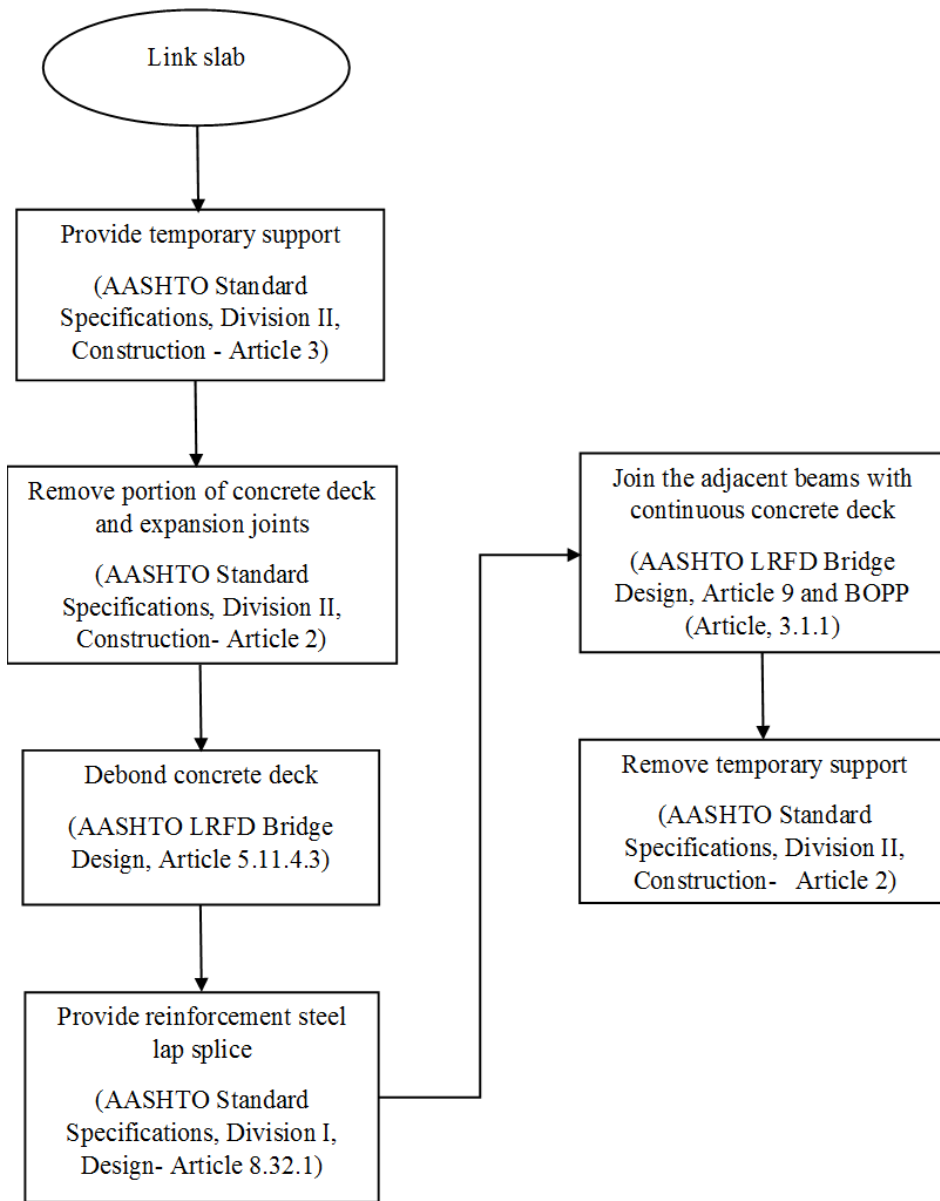 Link slab
Provide temporary support
(AASHTO Standard
Specifications, Division II,
Construction - Article 3)
Remove portion of concrete deck
and expansion joints
(AASHTO Standard
Specifications, Division II,
Construction- Article 2)
Debond concrete deck
(AASHTO LRFD Bridge
Design, Article 5.11.4.3)
Provide reinforcement steel
lap splice
(AASHTO Standard
Specifications, Division I,
Design- Article 8.32.1)
Join the adjacent beams with
continuous concrete deck
(AASHTO LRFD Bridge
Design, Article 9 and BOPP
(Article, 3.1.1)
Remove temporary support
(AASHTO Standard
Specifications, Division II,
Construction-   Article 2)